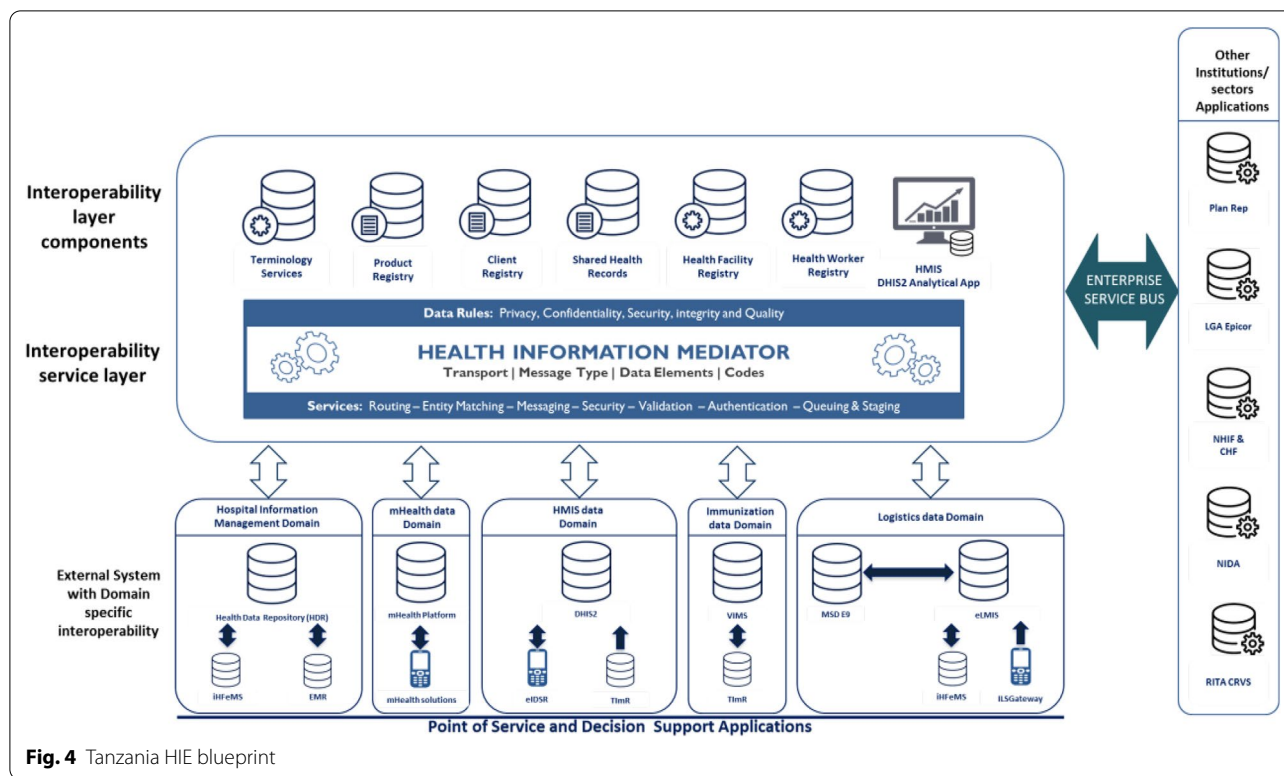 Other
Institutions/
sectors
Applications
Plan Rep
LGA Epicor
NHIF &
CHF
NIDA
RITA CRVS
ENTERPRISE
SERVICE BUS
Interoperability
layer
components
Terminology
Services
Product
Registry
Client
Registry
Shared Health
Records
Health Facility
Registry
Health Worker
Registry
HMIS
DHIS2 Analytical App
Interoperability
service layer
Data Rules: Privacy, Confidentiality, Security, integrity and Quality
HEALTH INFORMATION MEDIATOR
Transport | Message Type | Data Elements | Codes
Services: Routing – Entity Matching – Messaging – Security – Validation – Authentication – Queuing & Staging
External System
with Domain
specific
interoperability
Hospital Information
Management Domain
Health Data Repository (HDR)
iHFeMS
EMR
mHealth data
Domain
mHealth Platform
mHealth solutions
HMIS data
Domain
DHIS2
eIDSR
TImR
Immunization
data Domain
VIMS
TImR
Logistics data Domain
MSD E9
eLMIS
iHFeMS
ILSGateway
Point of Service and Decision Support Applications
Fig. 4 Tanzania HIE blueprint